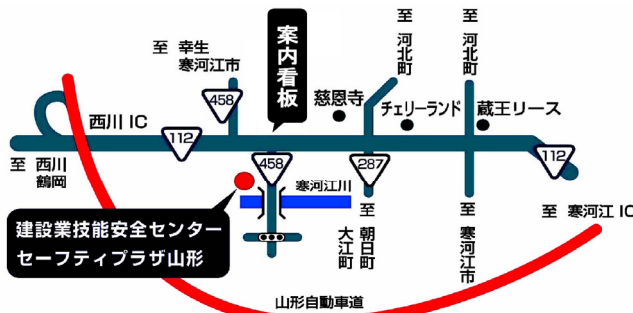 至 幸生
寒河江市
案内看板
至 河北町
至 河北町
458
慈恩寺
チェリーランド
蔵王リース
西川 IC
112
458
287
112
至 西川
鶴岡
寒河江川
至 寒河江 IC
建設業技能安全センター
セーフティプラザ山形
至 朝日町
大江町
至 寒河江市
山形自動車道